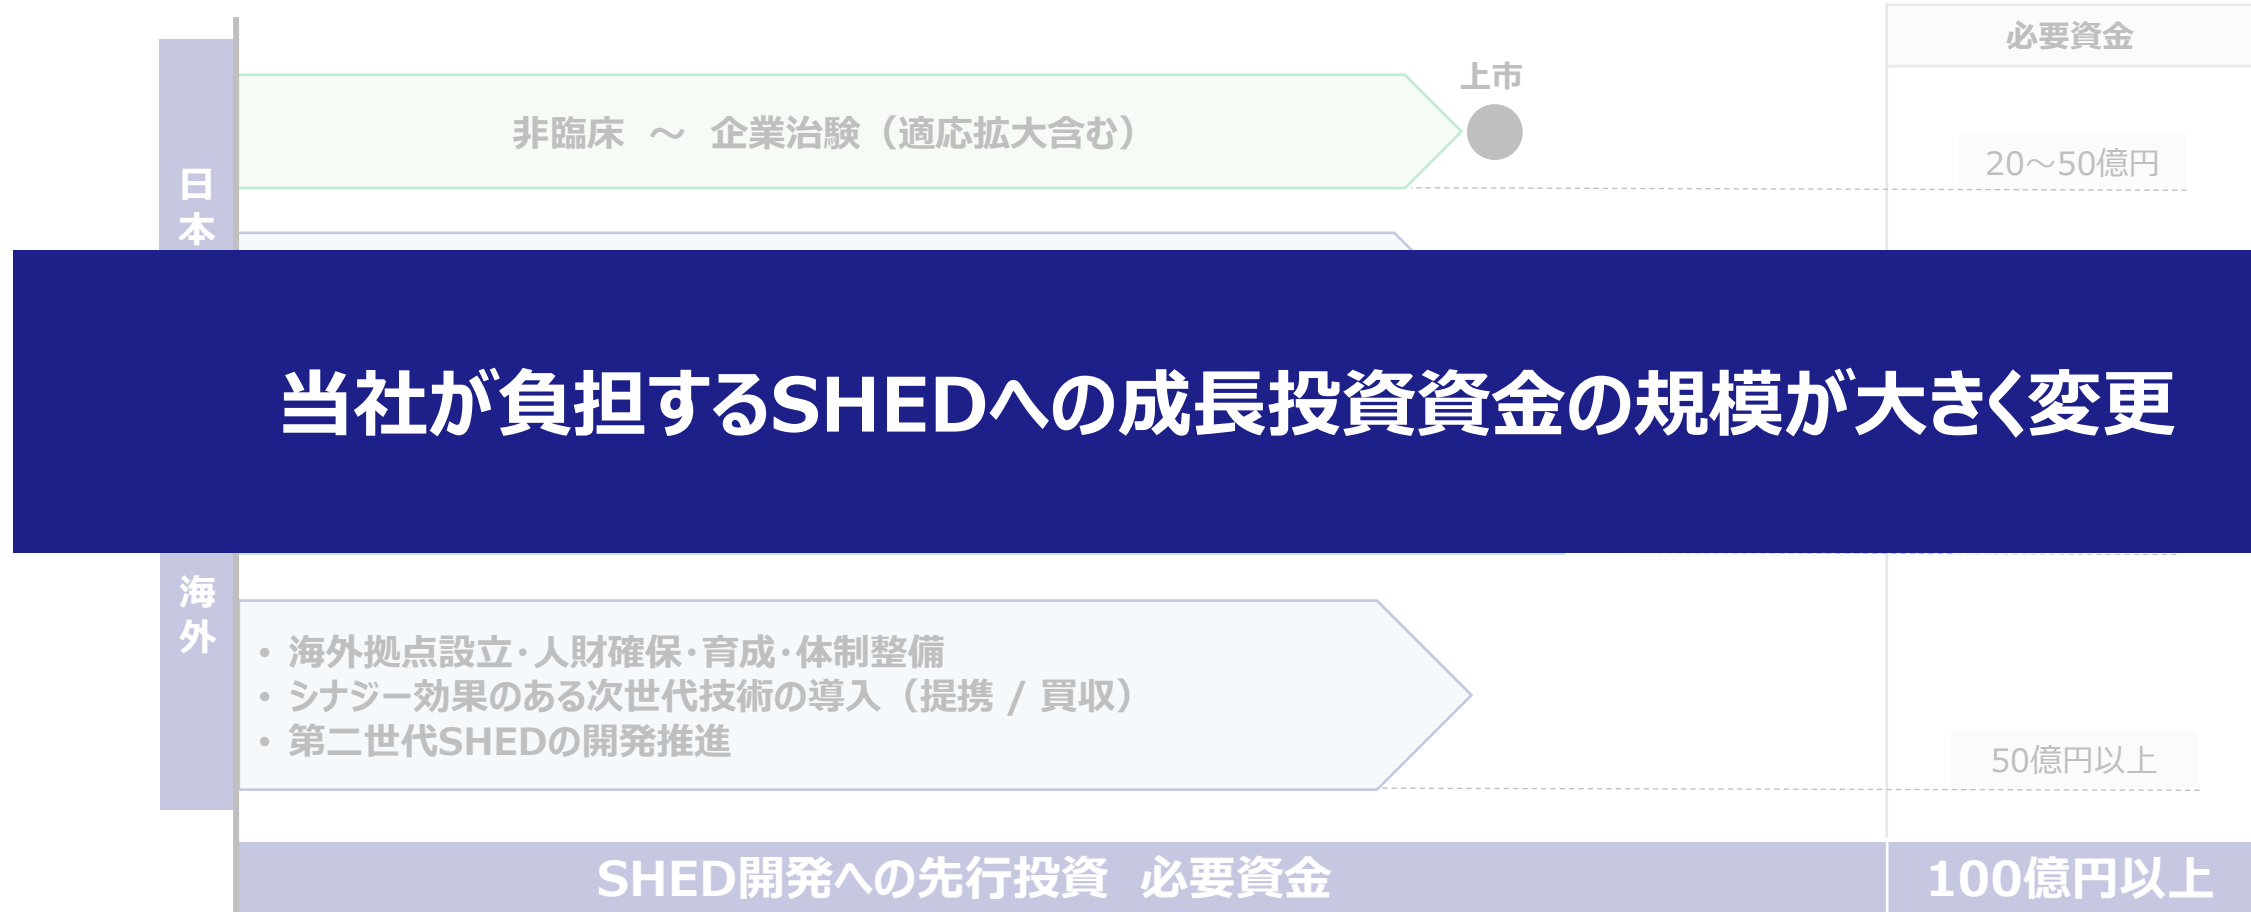 必要資金
上市
非臨床 ～ 企業治験（適応拡大含む）
20～50億円
日本
当社が負担するSHEDへの成長投資資金の規模が大きく変更
海外
• 海外拠点設立･人財確保･育成･体制整備
• シナジー効果のある次世代技術の導入（提携 / 買収）
• 第二世代SHEDの開発推進
50億円以上
SHED開発への先行投資 必要資金
100億円以上